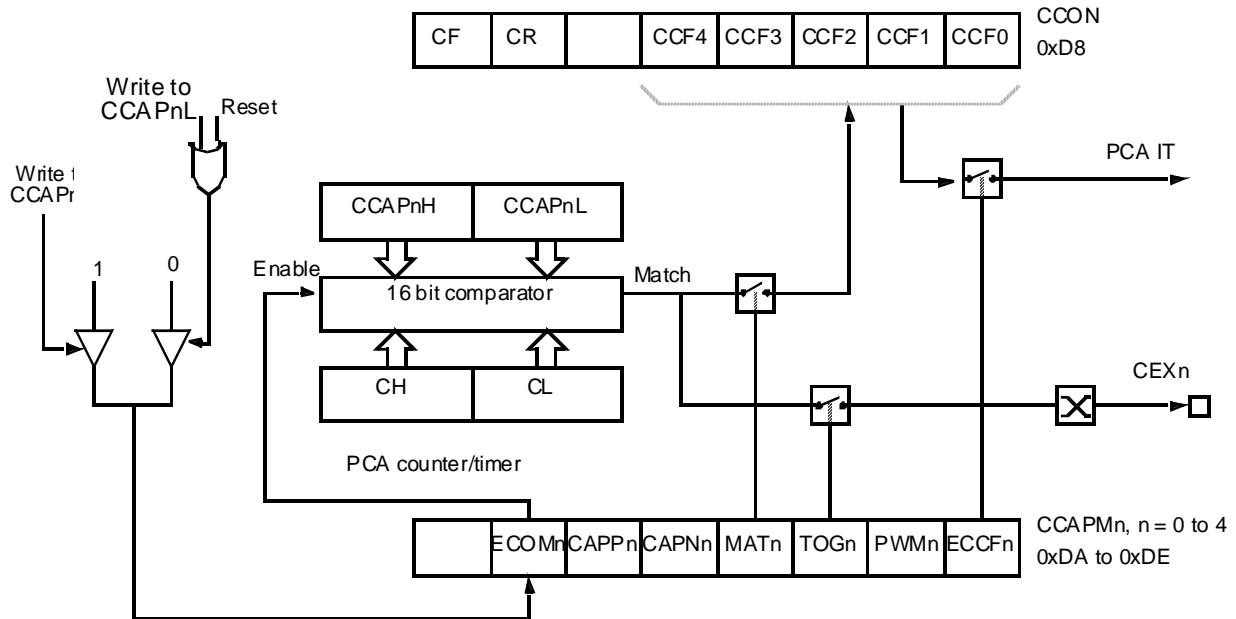 CF CR CCF4 CCF3 CCF2 CCF1 CCF0
CCON
0xD8
Write to
CCAPnL
Reset
Write
PCA IT
CCAPnH CCAPnL
1 0
Enable
16 bit comparator
Match
CH CL
CEXn
PCA counter/timer
ECOMn CAPPn CAPNn MATn TOGn PWMn ECCFn
CCAPMn, n = 0 to 4
0xDA to 0xDE